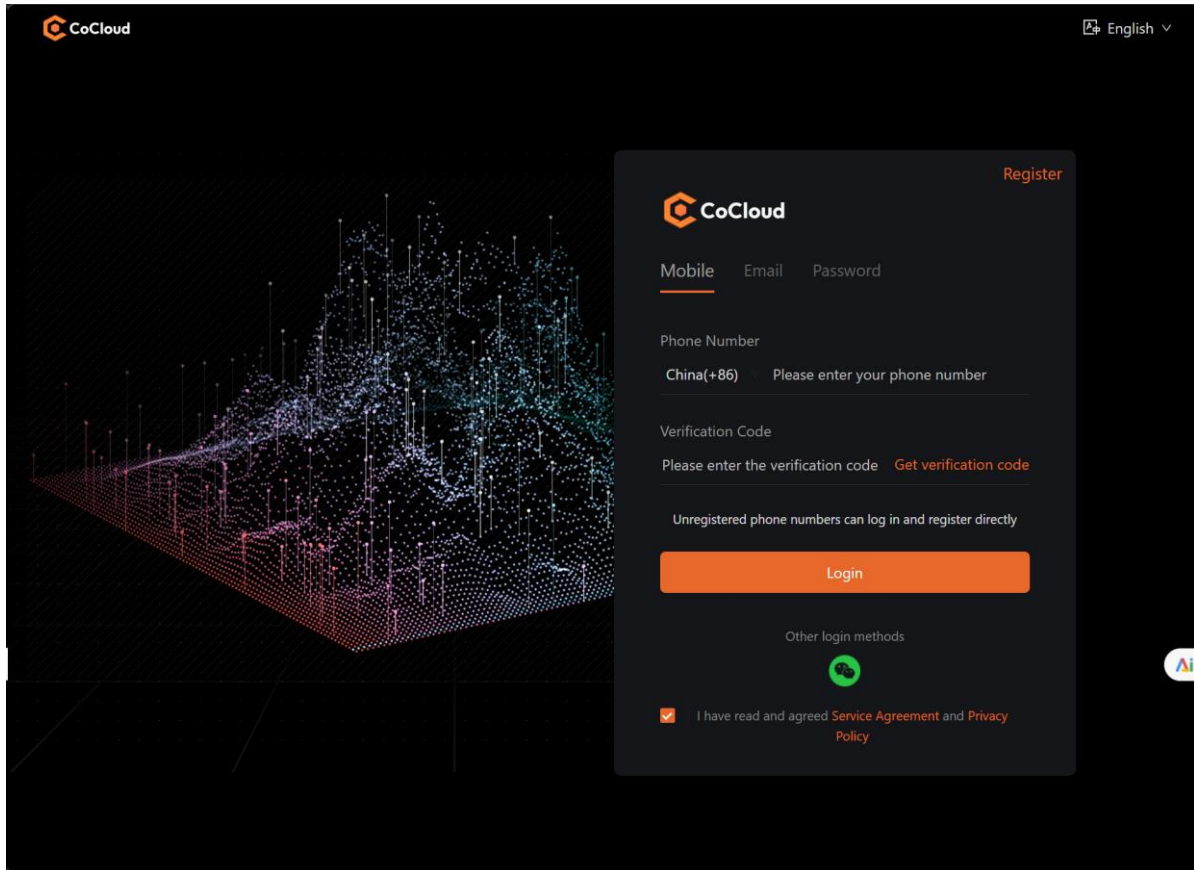 CoCloud
English
Register
CoCloud
Mobile Email Password
Phone Number
China(+86) Please enter your phone number
Verification Code
Please enter the verification code Get verification code
Unregistered phone numbers can log in and register directly
Login
Other login methods
I have read and agreed Service Agreement and Privacy
Policy
Ai